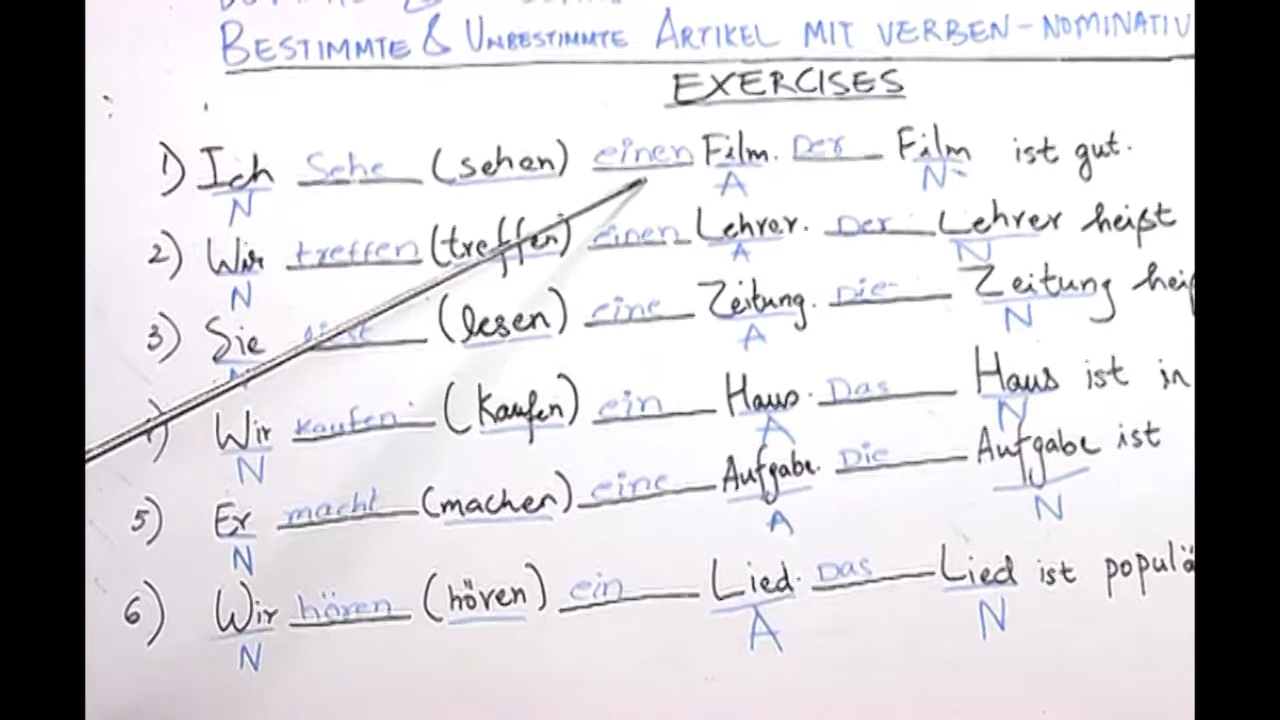 BESTIMMTE & UNBESTIMMTE ARTIKEL MIT VERBEN-NOMINATIV
EXERCISES
1) Ich sehe (sehen) einen Film. Der Film ist gut.
N A N
2) Wir treffen (treffen) einen Lehrer. Der Lehrer heißt
N A N
3) Sie (lesen) eine Zeitung. Die Zeitung heiß
A N
Wir kaufen (kaufen) ein Haus. Das Haus ist in
N A N
5) Er macht (machen) eine Aufgabe. Die Aufgabe ist
N A N
6) Wir hören (hören) ein Lied. Das Lied ist populä
N A N